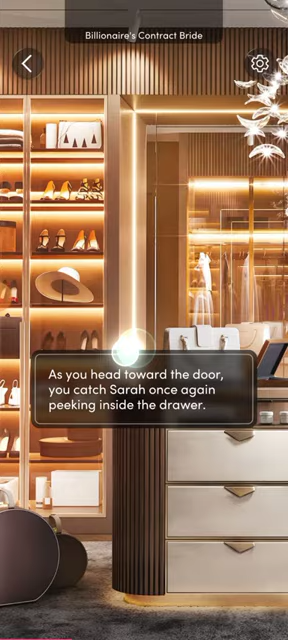 Billionaire's Contract Bride
As you head toward the door,
you catch Sarah once again
peeking inside the drawer.